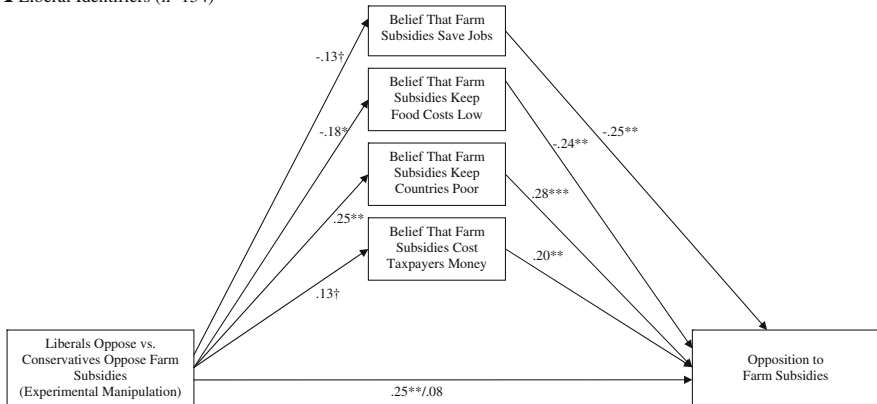 Liberal Identifiers
Belief That Farm
Subsidies Save Jobs
-.13†
Belief That Farm
Subsidies Keep
Food Costs Low
-.18*
-.25**
-.24**
Belief That Farm
Subsidies Keep
Countries Poor
.28***
.25**
Belief That Farm
Subsidies Cost
Taxpayers Money
.20**
.13†
Liberals Oppose vs.
Conservatives Oppose Farm
Subsidies
(Experimental Manipulation)
Opposition to
Farm Subsidies
.25**/.08